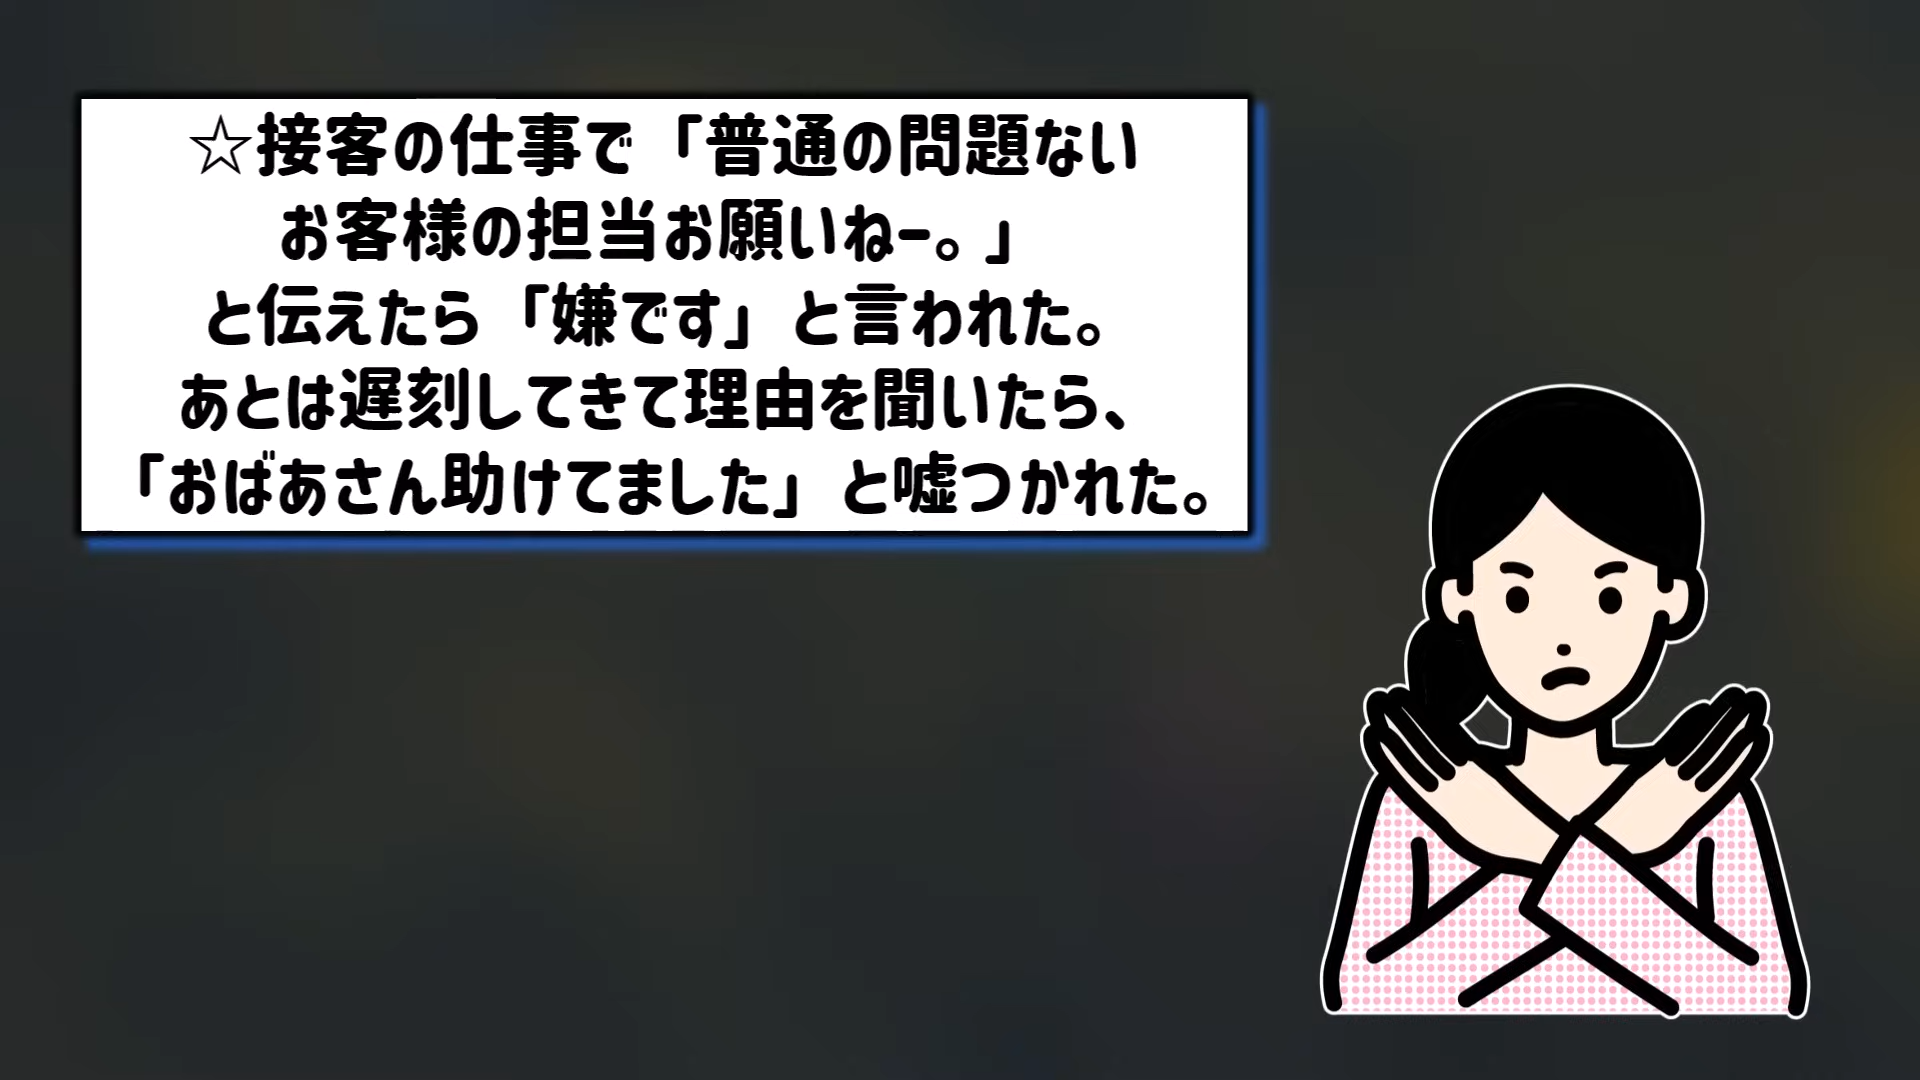 ☆接客の仕事で「普通の問題ない
お客様の担当お願いねー。」
と伝えたら「嫌です」と言われた。
あとは遅刻してきて理由を聞いたら、
「おばあさん助けてました」と嘘つかれた。